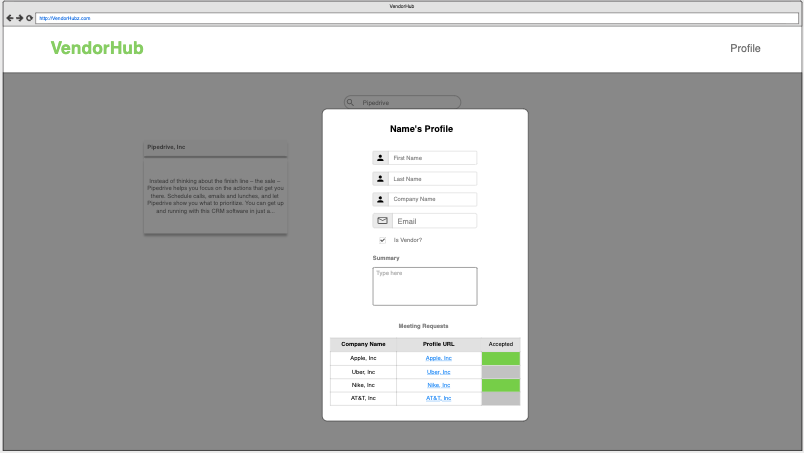 VendorHub
http://VendorHubz.com
VendorHub
Profile
Pipedrive
Name's Profile
Pipedrive, Inc
Instead of thinking about the finish line – the sale –
Pipedrive helps you focus on the actions that get you
there. Schedule calls, emails and lunches, and let
Pipedrive show you what to prioritize. You can get up
and running with this CRM software in just a...
First Name
Last Name
Company Name
Email
Is Vendor?
Summary
Type here
Meeting Requests
Company Name Profile URL Accepted
Apple, Inc Apple, Inc
Uber, Inc Uber, Inc
Nike, Inc Nike, Inc
AT&T, Inc AT&T, Inc